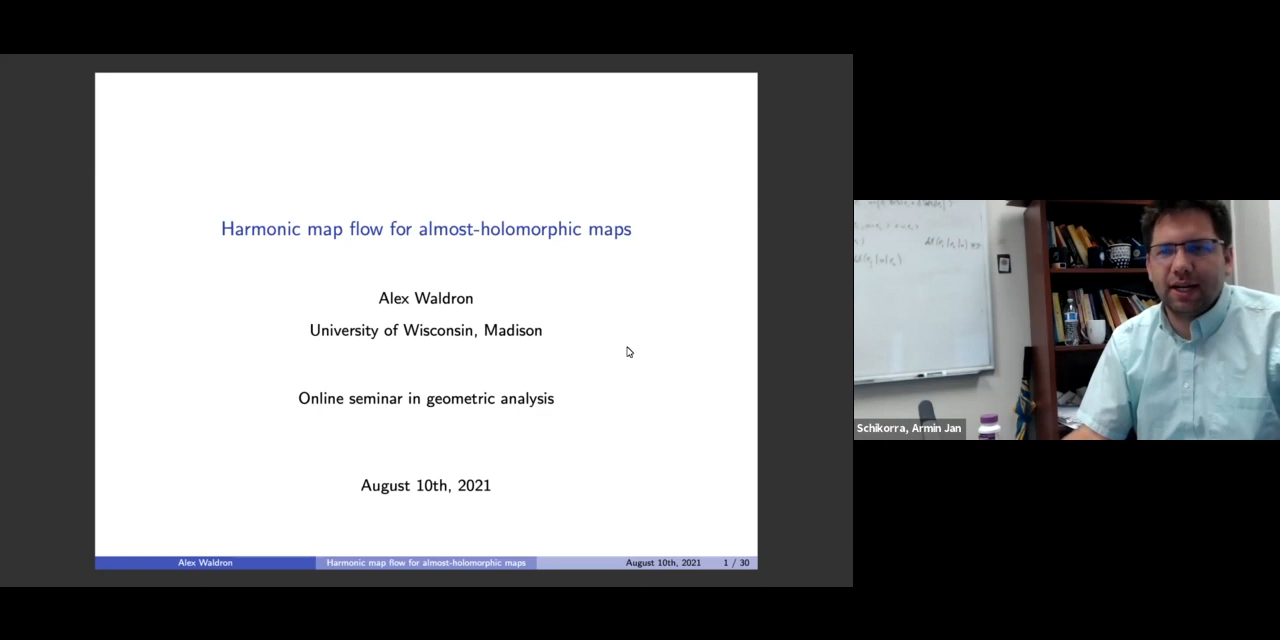 Harmonic map flow for almost-holomorphic maps
Alex Waldron
University of Wisconsin, Madison
Online seminar in geometric analysis
August 10th, 2021
Alex Waldron
Harmonic map flow for almost-holomorphic maps
August 10th, 2021
1 / 30
Schikorra, Armin Jan